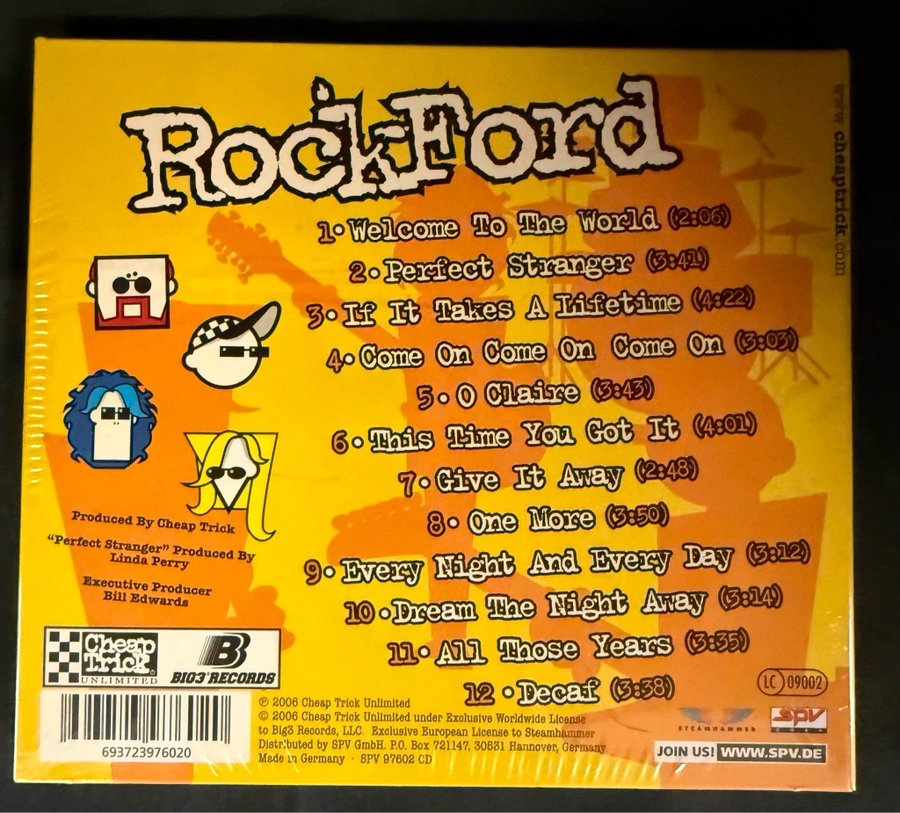 RockFord
www.cheaptrick.com
1• Welcome To The World (2:06)
2• Perfect Stranger (3:41)
3• If It Takes A Lifetime (4:22)
4• Come On Come On Come On (3:03)
5• O Claire (3:43)
6• This Time You Got It (4:01)
7• Give It Away (2:48)
8• One More (3:50)
9• Every Night And Every Day (3:12)
10• Dream The Night Away (3:14)
11• All Those Years (3:35)
12• Decaf (3:38)
Produced By Cheap Trick
"Perfect Stranger" Produced By
Linda Perry
Executive Producer
Bill Edwards
Cheap
Trick
UNLIMITED
B
BIG3 RECORDS
693723976020
℗ 2006 Cheap Trick Unlimited
© 2006 Cheap Trick Unlimited under Exclusive Worldwide License
to Big3 Records, LLC. Exclusive European License to Steamhammer
Distributed by SPV GmbH. P.O. Box 721147, 30831 Hannover, Germany
Made in Germany · SPV 97602 CD
LC 09002
STEAMHAMMER
SPV
JOIN US! WWW.SPV.DE